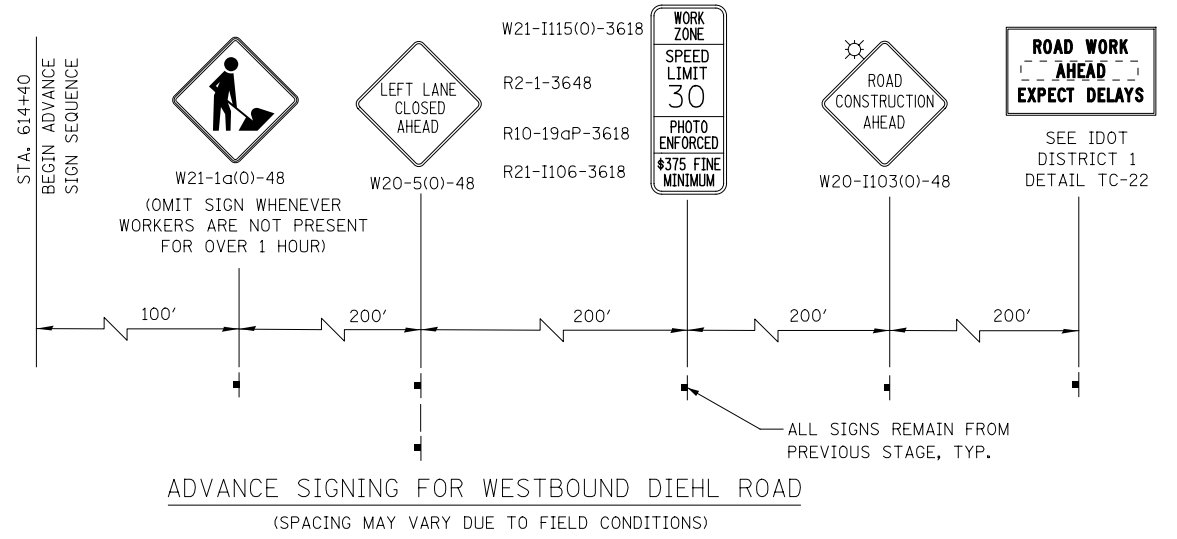 STA. 614+40
BEGIN ADVANCE
SIGN SEQUENCE
W21-1a(O)-48
(OMIT SIGN WHENEVER
WORKERS ARE NOT PRESENT
FOR OVER 1 HOUR)
LEFT LANE
CLOSED
AHEAD
W20-5(O)-48
W21-I115(O)-3618
R2-1-3648
R10-19aP-3618
R21-I106-3618
WORK
ZONE
SPEED
LIMIT
30
PHOTO
ENFORCED
$375 FINE
MINIMUM
ROAD
CONSTRUCTION
AHEAD
W20-I103(O)-48
ROAD WORK
AHEAD
EXPECT DELAYS
SEE IDOT
DISTRICT 1
DETAIL TC-22
100'
200'
200'
200'
200'
ALL SIGNS REMAIN FROM
PREVIOUS STAGE, TYP.
ADVANCE SIGNING FOR WESTBOUND DIEHL ROAD
(SPACING MAY VARY DUE TO FIELD CONDITIONS)